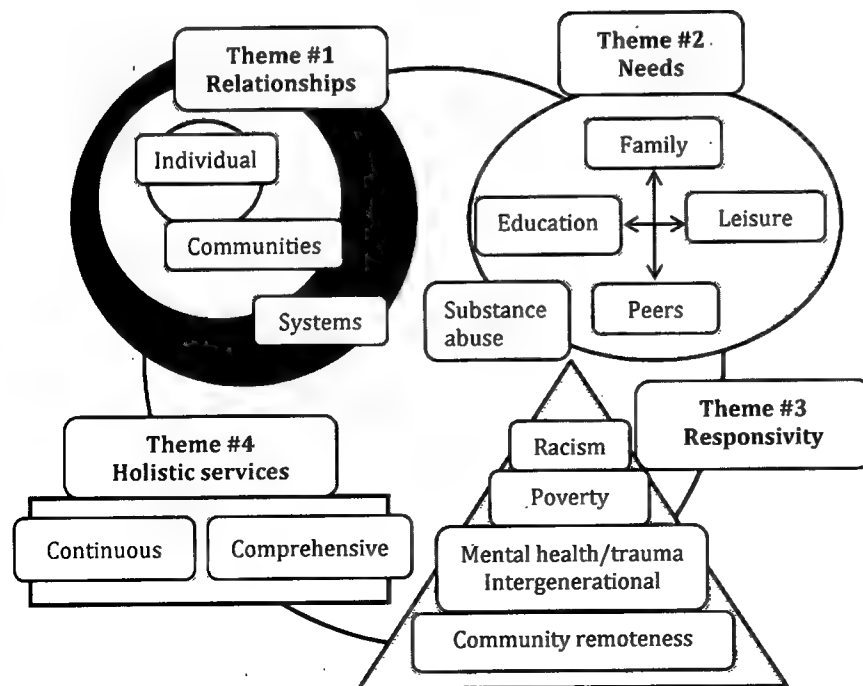 Theme #1
Relationships
Individual
Communities
Systems
Theme #2
Needs
Family
Education
Leisure
Peers
Substance
abuse
Theme #3
Responsivity
Racism
Poverty
Mental health/trauma
Intergenerational
Community remoteness
Theme #4
Holistic services
Continuous
Comprehensive